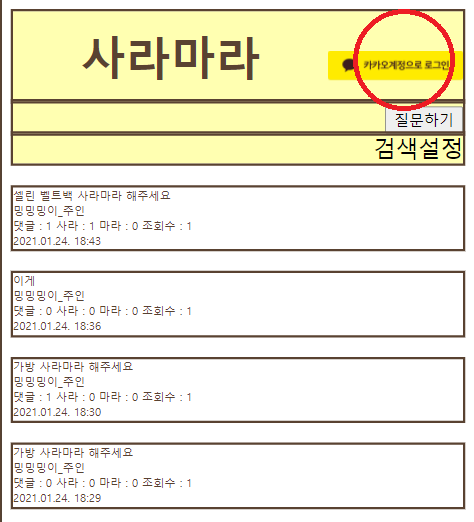 사라마라
카카오계정으로 로그인
질문하기
검색설정
셀린 벨트백 사라마라 해주세요
밍밍밍이_주인
댓글 : 1 사라 : 1 마라 : 0 조회수 : 1
2021.01.24. 18:43
이게
밍밍밍이_주인
댓글 : 0 사라 : 0 마라 : 0 조회수 : 1
2021.01.24. 18:36
가방 사라마라 해주세요
밍밍밍이_주인
댓글 : 1 사라 : 0 마라 : 0 조회수 : 1
2021.01.24. 18:30
가방 사라마라 해주세요
밍밍밍이_주인
댓글 : 0 사라 : 0 마라 : 0 조회수 : 1
2021.01.24. 18:29